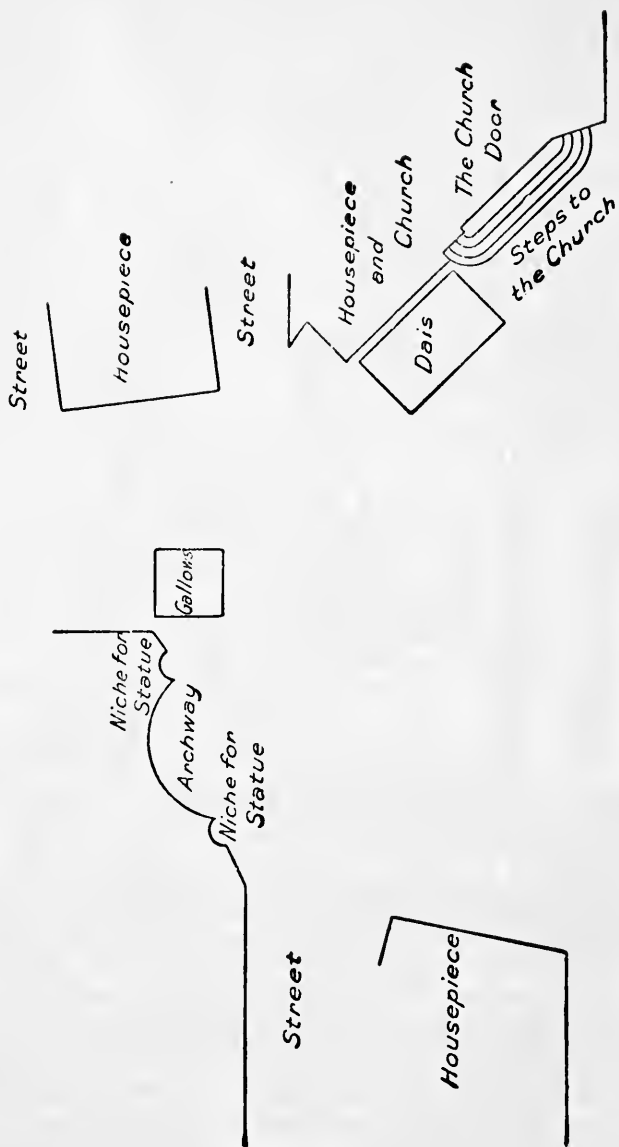 Street
Niche for
Statue
Housepiece
Archway
Gallows
Niche for
Statue
Street
Street
Housepiece
and
Church
Dais
Housepiece
The Church
Door
Steps to
the Church